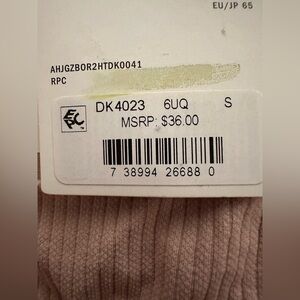 EU/JP 65
AHJGZBOR2HTDK0041
RPC
DK4023 6UQ S
MSRP: $36.00
7 38994 26688 0